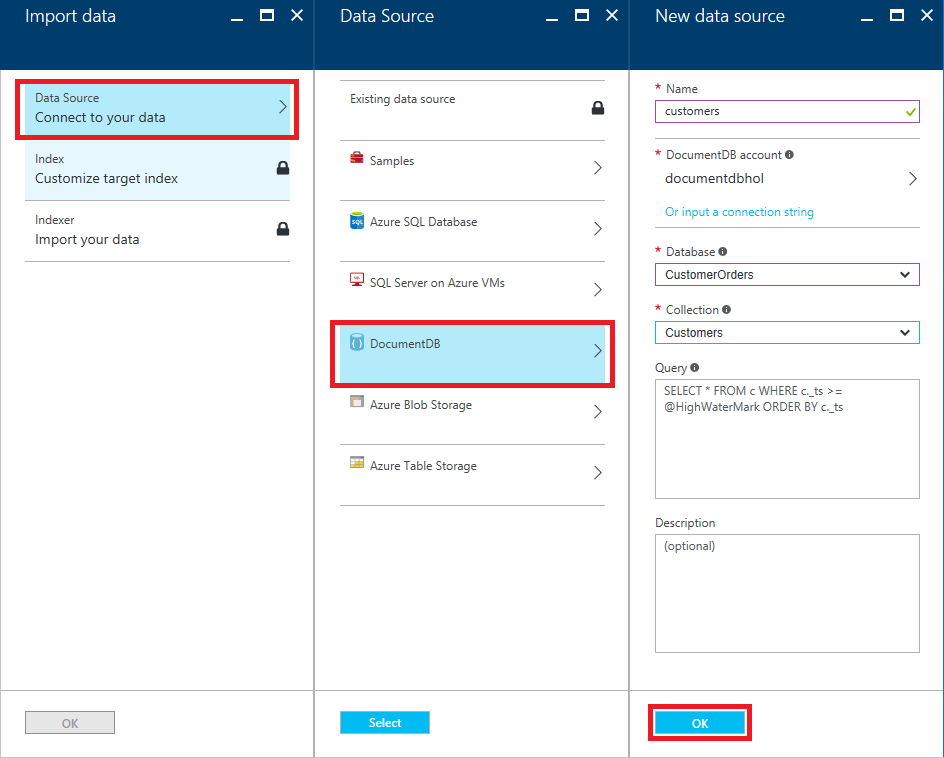 Import data
Data Source
Connect to your data
Index
Customize target index
Indexer
Import your data
OK
Data Source
Existing data source
Samples
SQL
Azure SQL Database
SQL Server on Azure VMs
DocumentDB
Azure Blob Storage
Azure Table Storage
Select
New data source
* Name
customers
* DocumentDB account
documentdbhol
Or input a connection string
* Database
CustomerOrders
* Collection
Customers
Query
SELECT * FROM c WHERE c._ts >=
@HighWaterMark ORDER BY c._ts
Description
(optional)
OK